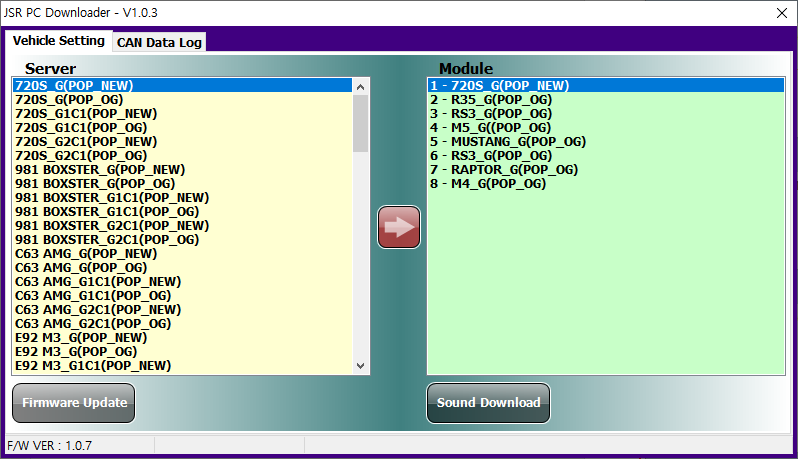 JSR PC Downloader - V1.0.3
Vehicle Setting
CAN Data Log
Server
720S_G(POP_NEW)
720S_G(POP_OG)
720S_G1C1(POP_NEW)
720S_G1C1(POP_OG)
720S_G2C1(POP_NEW)
720S_G2C1(POP_OG)
981 BOXSTER_G(POP_NEW)
981 BOXSTER_G(POP_OG)
981 BOXSTER_G1C1(POP_NEW)
981 BOXSTER_G1C1(POP_OG)
981 BOXSTER_G2C1(POP_NEW)
981 BOXSTER_G2C1(POP_OG)
C63 AMG_G(POP_NEW)
C63 AMG_G(POP_OG)
C63 AMG_G1C1(POP_NEW)
C63 AMG_G1C1(POP_OG)
C63 AMG_G2C1(POP_NEW)
C63 AMG_G2C1(POP_OG)
E92 M3_G(POP_NEW)
E92 M3_G(POP_OG)
E92 M3_G1C1(POP_NEW)
Module
1 - 720S_G(POP_NEW)
2 - R35_G(POP_OG)
3 - RS3_G(POP_OG)
4 - M5_G((POP_OG)
5 - MUSTANG_G(POP_OG)
6 - RS3_G(POP_OG)
7 - RAPTOR_G(POP_OG)
8 - M4_G(POP_OG)
Firmware Update
Sound Download
F/W VER : 1.0.7